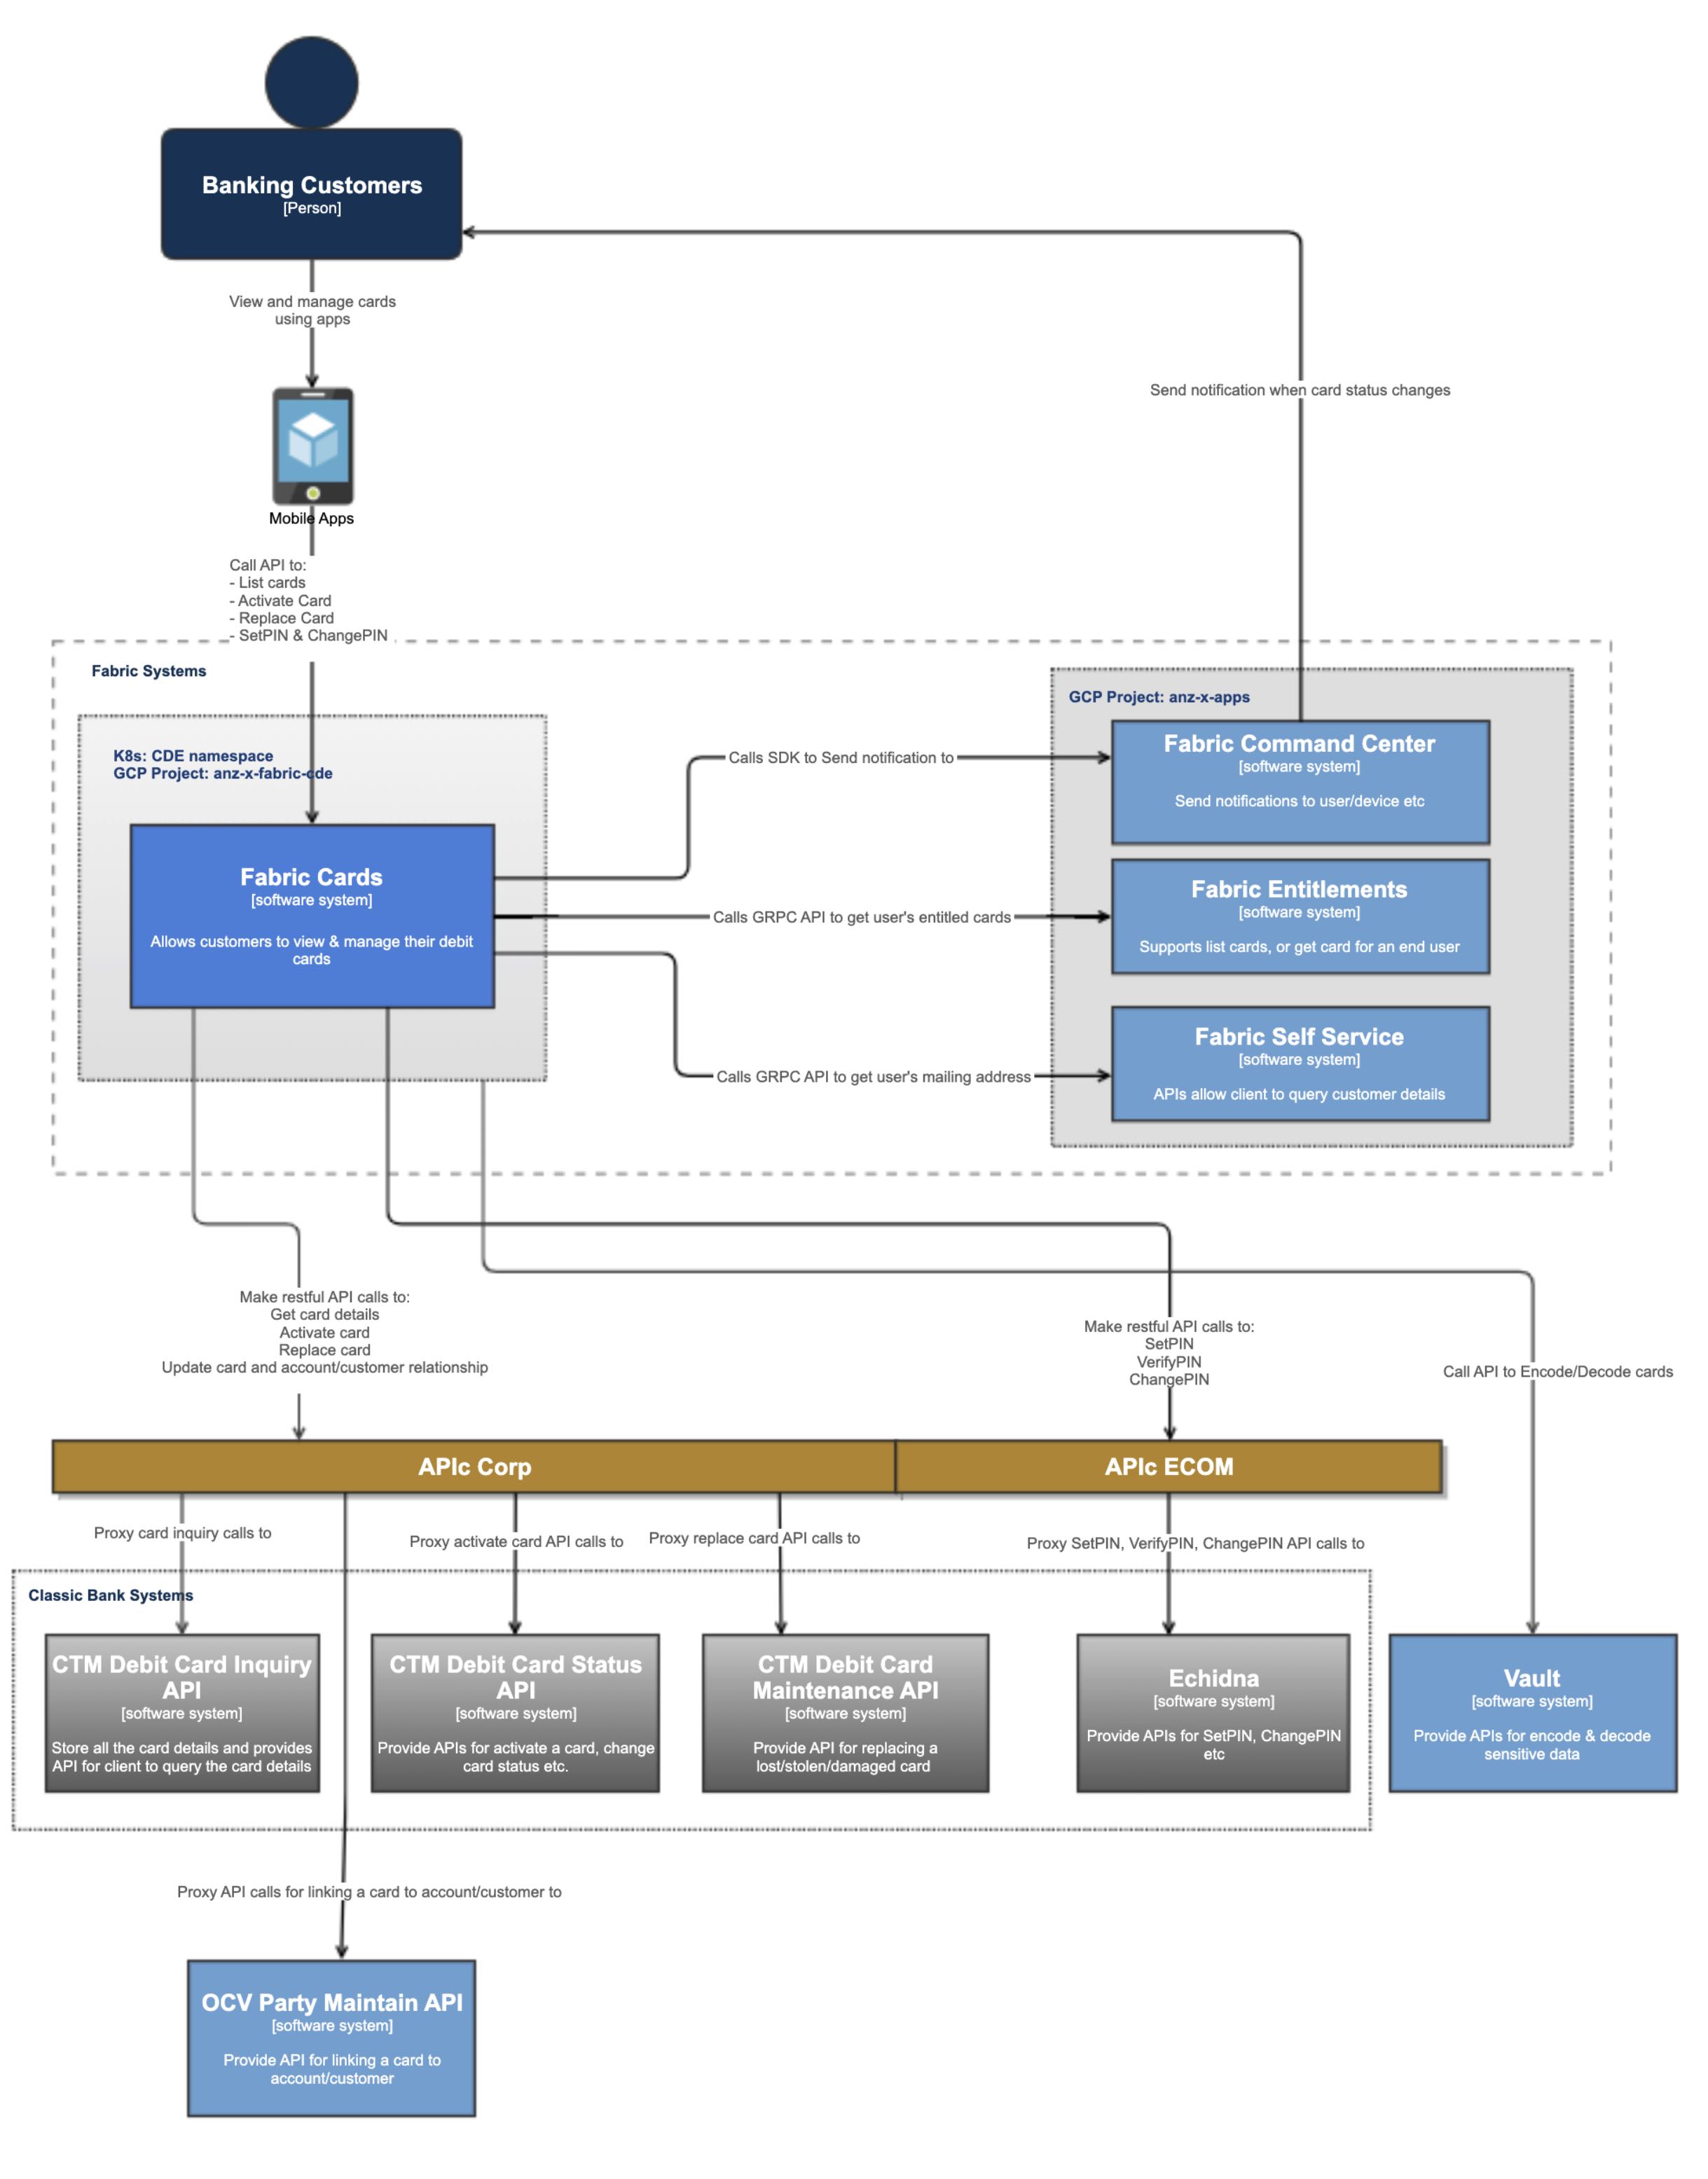 Banking Customers
[Person]
View and manage cards
using apps
Send notification when card status changes
Mobile Apps
Call API to:
- List cards
- Activate Card
- Replace Card
- SetPIN & ChangePIN
Fabric Systems
GCP Project: anz-x-apps
K8s: CDE namespace
GCP Project: anz-x-fabric-cde
Calls SDK to Send notification to
Fabric Command Center
[software system]
Send notifications to user/device etc
Fabric Cards
[software system]
Allows customers to view & manage their debit
cards
Calls GRPC API to get user's entitled cards
Fabric Entitlements
[software system]
Supports list cards, or get card for an end user
Calls GRPC API to get user's mailing address
Fabric Self Service
[software system]
APIs allow client to query customer details
Make restful API calls to:
Get card details
Activate card
Replace card
Update card and account/customer relationship
Make restful API calls to:
SetPIN
VerifyPIN
ChangePIN
Call API to Encode/Decode cards
APIc Corp
APIc ECOM
Proxy card inquiry calls to
Proxy activate card API calls to
Proxy replace card API calls to
Proxy SetPIN, VerifyPIN, ChangePIN API calls to
Classic Bank Systems
CTM Debit Card Inquiry
API
[software system]
Store all the card details and provides
API for client to query the card details
CTM Debit Card Status
API
[software system]
Provide APIs for activate a card, change
card status etc.
CTM Debit Card
Maintenance API
[software system]
Provide API for replacing a
lost/stolen/damaged card
Echidna
[software system]
Provide APIs for SetPIN, ChangePIN
etc
Vault
[software system]
Provide APIs for encode & decode
sensitive data
Proxy API calls for linking a card to account/customer to
OCV Party Maintain API
[software system]
Provide API for linking a card to
account/customer